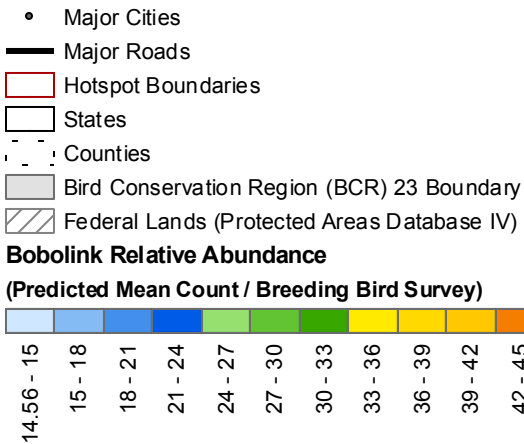 Major Cities
Major Roads
Hotspot Boundaries
States
Counties
Bird Conservation Region (BCR) 23 Boundary
Federal Lands (Protected Areas Database IV)
Bobolink Relative Abundance
(Predicted Mean Count / Breeding Bird Survey)
14.56 - 15
15 - 18
18 - 21
21 - 24
24 - 27
27 - 30
30 - 33
33 - 36
36 - 39
39 - 42
42 - 45